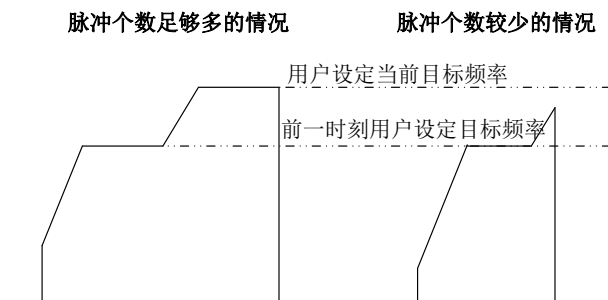 脉冲个数足够多的情况
脉冲个数较少的情况
用户设定当前目标频率
前一时刻用户设定目标频率